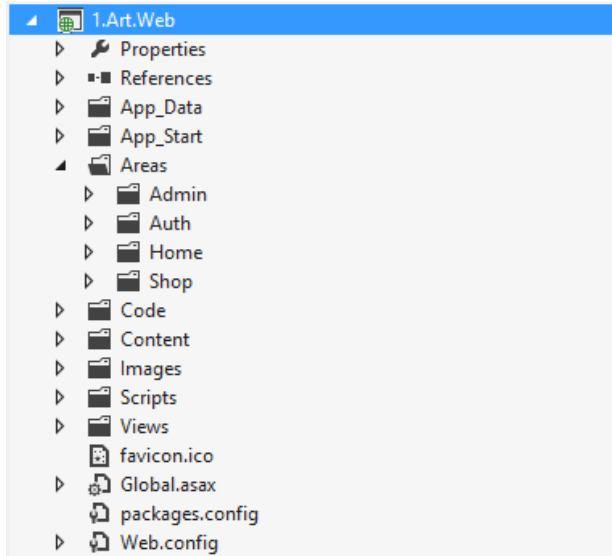 1.Art.Web
Properties
References
App_Data
App_Start
Areas
Admin
Auth
Home
Shop
Code
Content
Images
Scripts
Views
favicon.ico
Global.asax
packages.config
Web.config